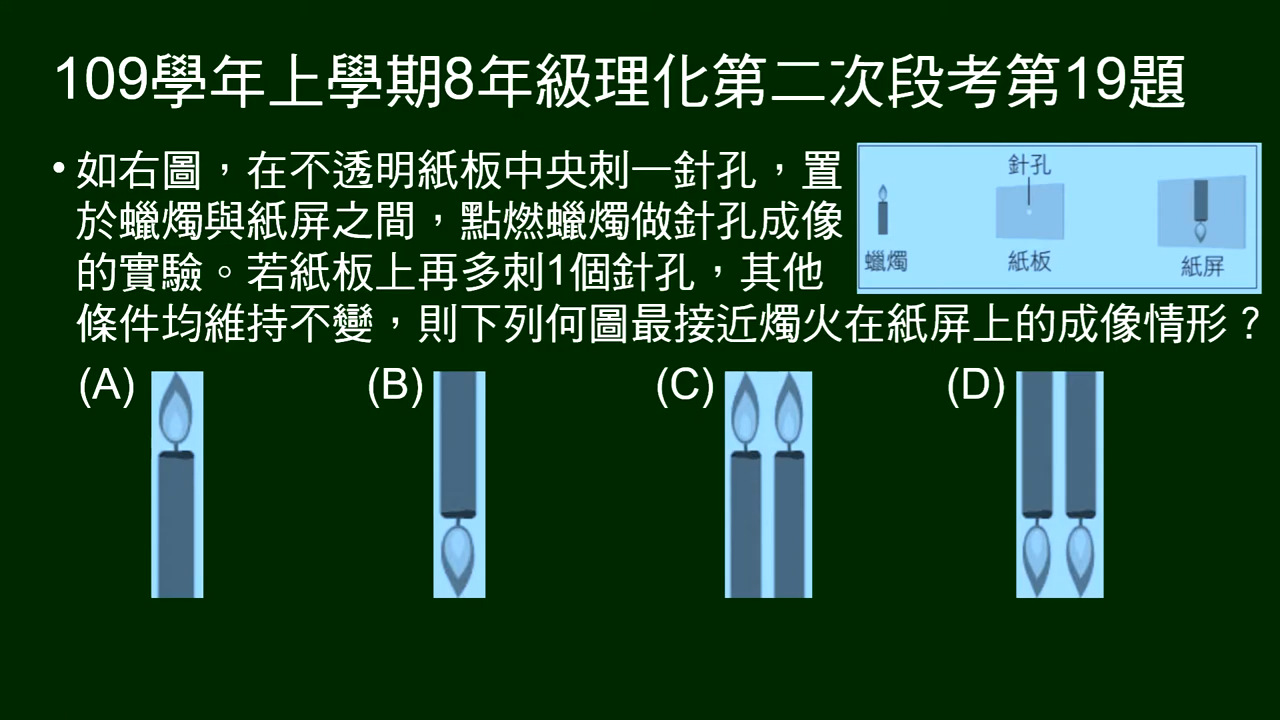 109學年上學期8年級理化第二次段考第19題
•如右圖，在不透明紙板中央刺一針孔，置
於蠟燭與紙屏之間，點燃蠟燭做針孔成像
的實驗。若紙板上再多刺1個針孔，其他
條件均維持不變，則下列何圖最接近燭火在紙屏上的成像情形？
針孔
蠟燭
紙板
紙屏
(A)
(B)
(C)
(D)